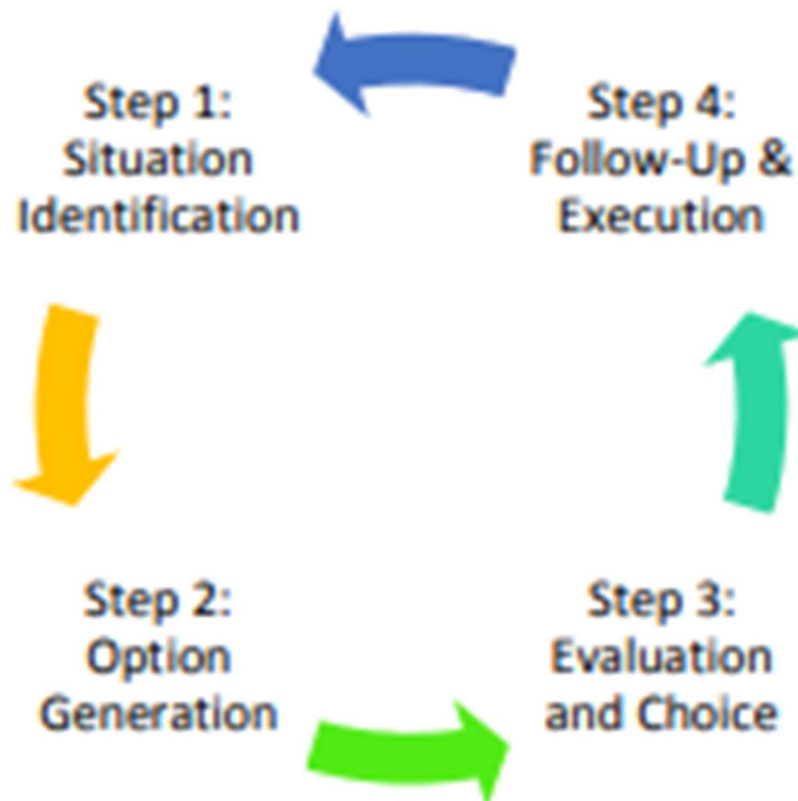 Step 1:
Situation
Identification
Step 2:
Option
Generation
Step 3:
Evaluation
and Choice
Step 4:
Follow-Up &
Execution